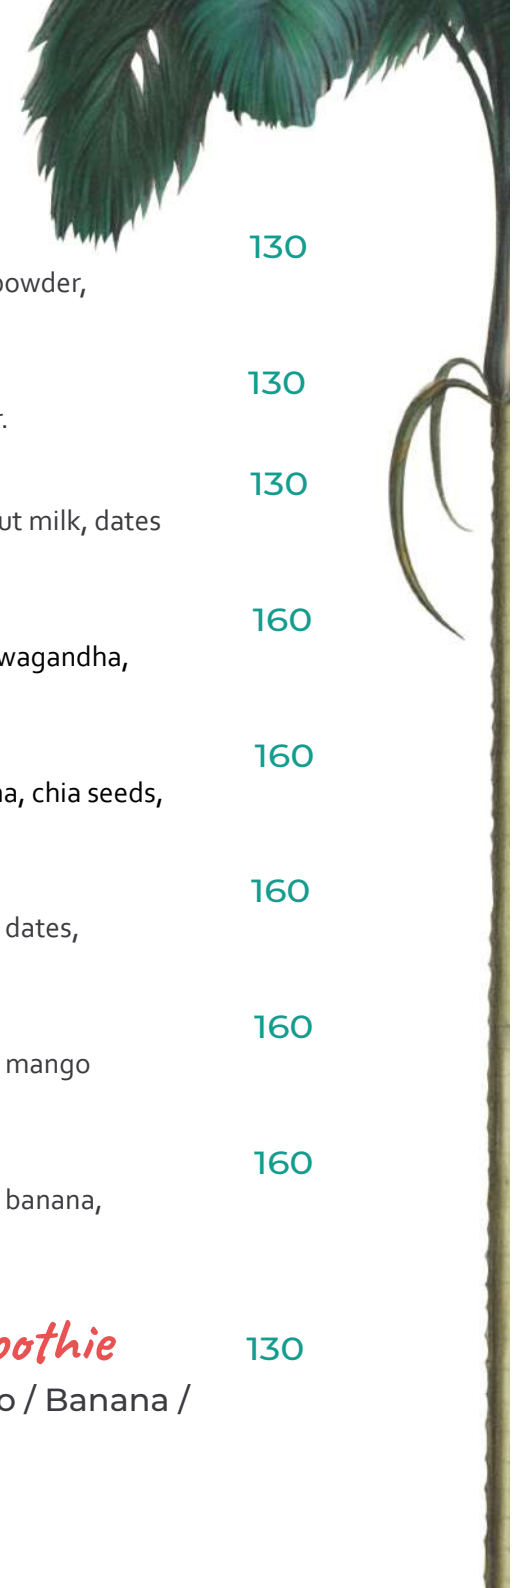 130
powder,
130
r.
130
ut milk, dates
160
wagandha,
160
a, chia seeds,
160
dates,
160
mango
160
banana,
oothie 130
o / Banana /